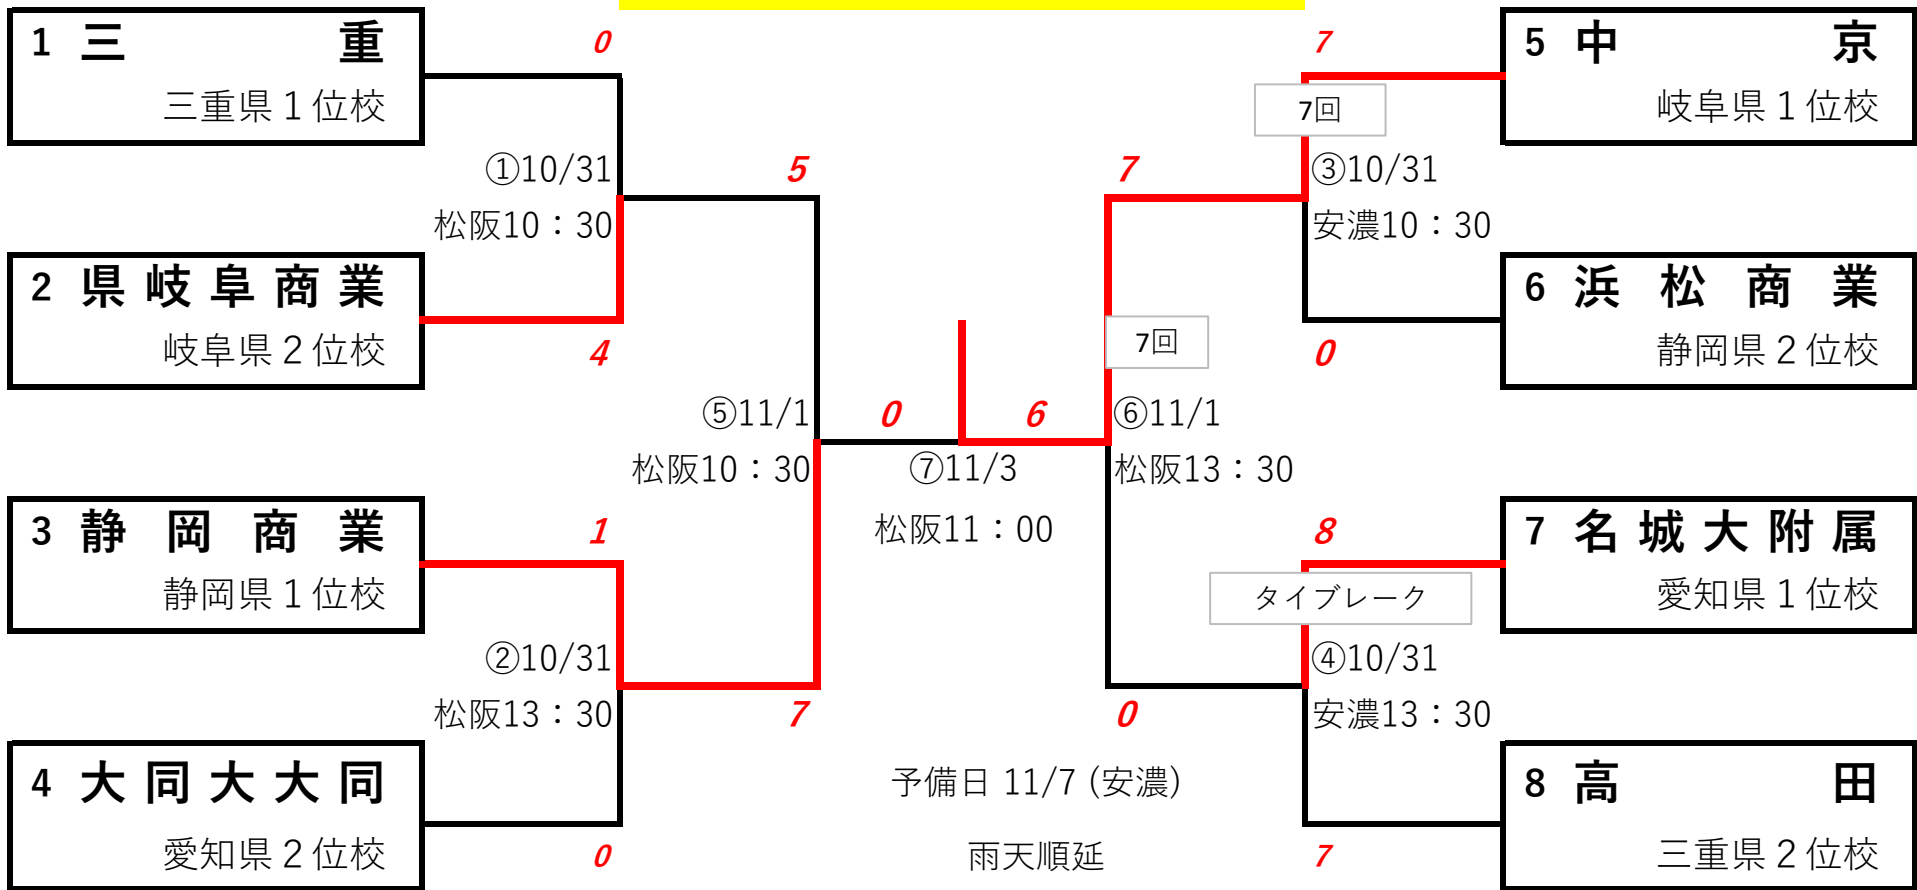 1 三重
三重県１位校
0
①10/31
松阪10：30
2 県岐阜商業
岐阜県２位校
4
5
3 静岡商業
静岡県１位校
1
②10/31
松阪13：30
4 大同大大同
愛知県２位校
0
7
⑤11/1
松阪10：30
0
6
⑦11/3
松阪11：00
予備日 11/7 (安濃)
雨天順延
7
7回
⑥11/1
松阪13：30
0
7
7回
③10/31
安濃10：30
0
8
タイブレーク
④10/31
安濃13：30
7
5 中京
岐阜県１位校
6 浜松商業
静岡県２位校
7 名城大附属
愛知県１位校
8 高田
三重県２位校